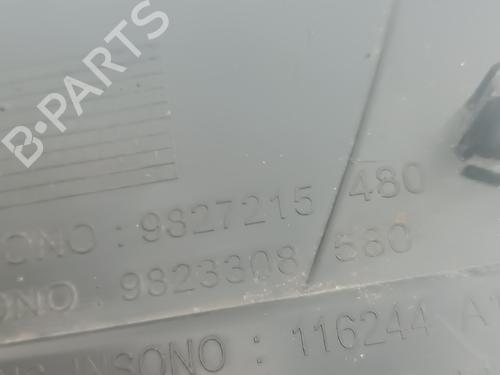 B-PARTS
ONO : 9827215 480
ONO : 9823308 580
INSONO : 116244 A